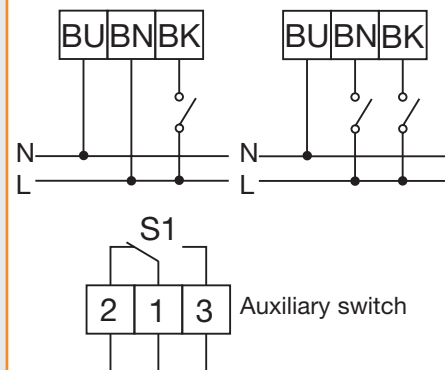 BU BN BK BU BN BK
N N
L L
S1
2 1 3 Auxiliary switch